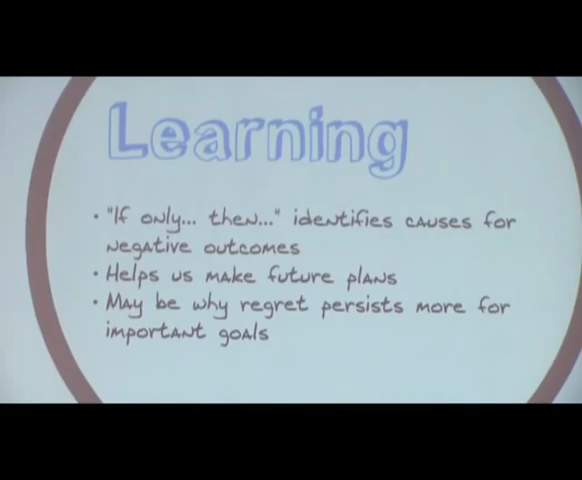 Learning
• "If only... then..." identifies causes for
negative outcomes
• Helps us make future plans
• May be why regret persists more for
important goals